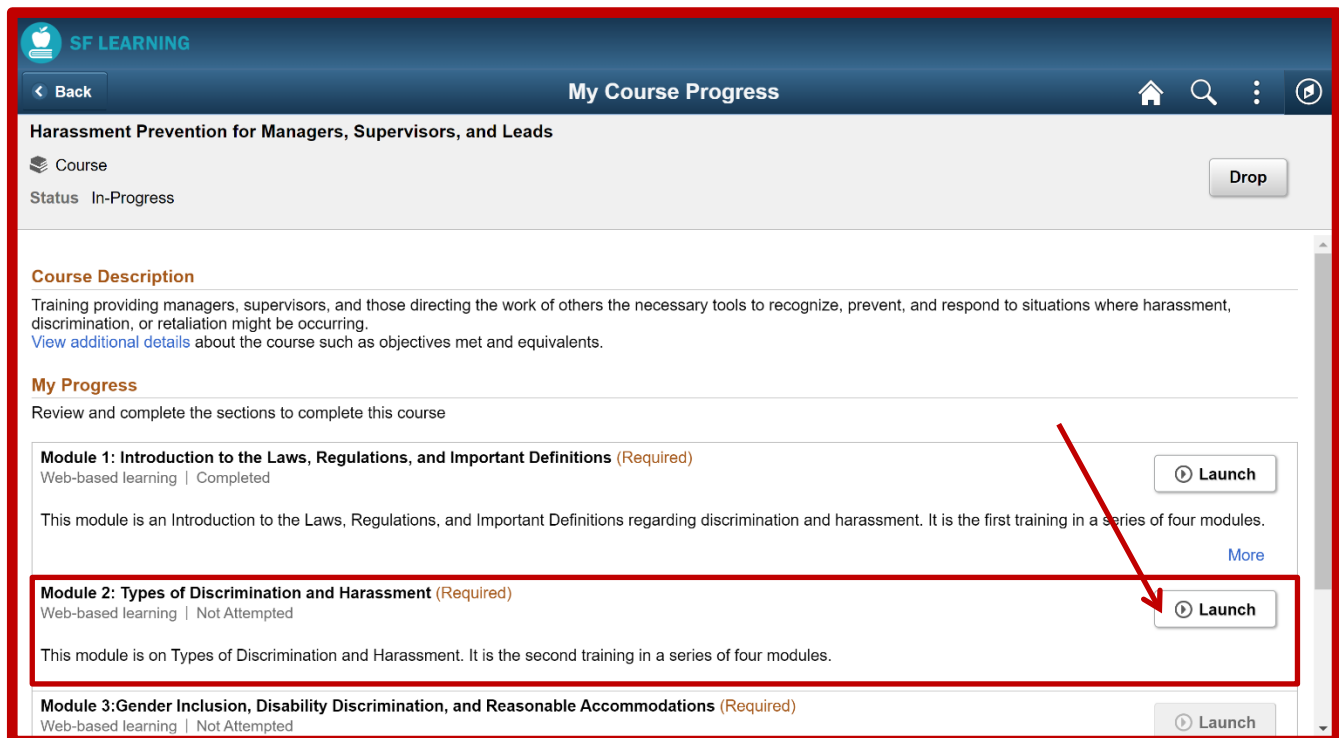 SF LEARNING
Back
My Course Progress
Harassment Prevention for Managers, Supervisors, and Leads
Course
Drop
Status In-Progress
Course Description
Training providing managers, supervisors, and those directing the work of others the necessary tools to recognize, prevent, and respond to situations where harassment,
discrimination, or retaliation might be occurring.
View additional details about the course such as objectives met and equivalents.
My Progress
Review and complete the sections to complete this course
Module 1: Introduction to the Laws, Regulations, and Important Definitions (Required)
Web-based learning | Completed
Launch
This module is an Introduction to the Laws, Regulations, and Important Definitions regarding discrimination and harassment. It is the first training in a series of four modules.
More
Module 2: Types of Discrimination and Harassment (Required)
Web-based learning | Not Attempted
Launch
This module is on Types of Discrimination and Harassment. It is the second training in a series of four modules.
Module 3:Gender Inclusion, Disability Discrimination, and Reasonable Accommodations (Required)
Web-based learning | Not Attempted
Launch